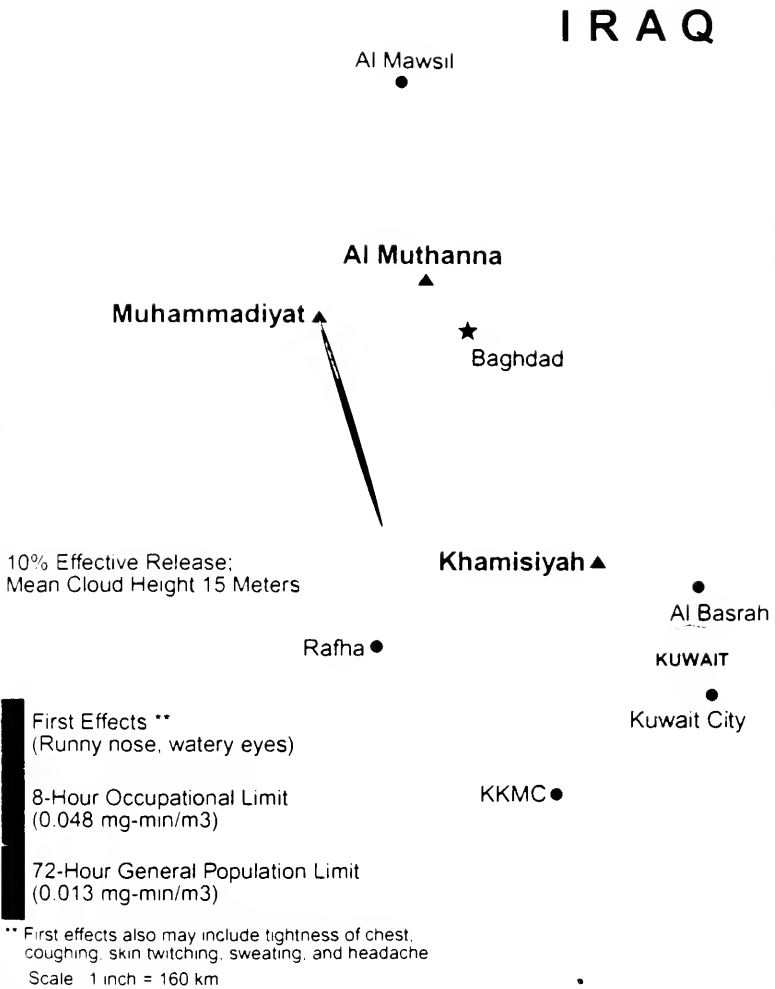 IRAQ
Al Mawsil
Al Muthanna
Muhammadiyat
Baghdad
10% Effective Release;
Mean Cloud Height 15 Meters
Khamisiyah
Al Basrah
Rafha
KUWAIT
Kuwait City
First Effects **
(Runny nose, watery eyes)
8-Hour Occupational Limit
(0.048 mg-min/m3)
KKMC
72-Hour General Population Limit
(0.013 mg-min/m3)
** First effects also may include tightness of chest,
coughing, skin twitching, sweating, and headache
Scale 1 inch = 160 km